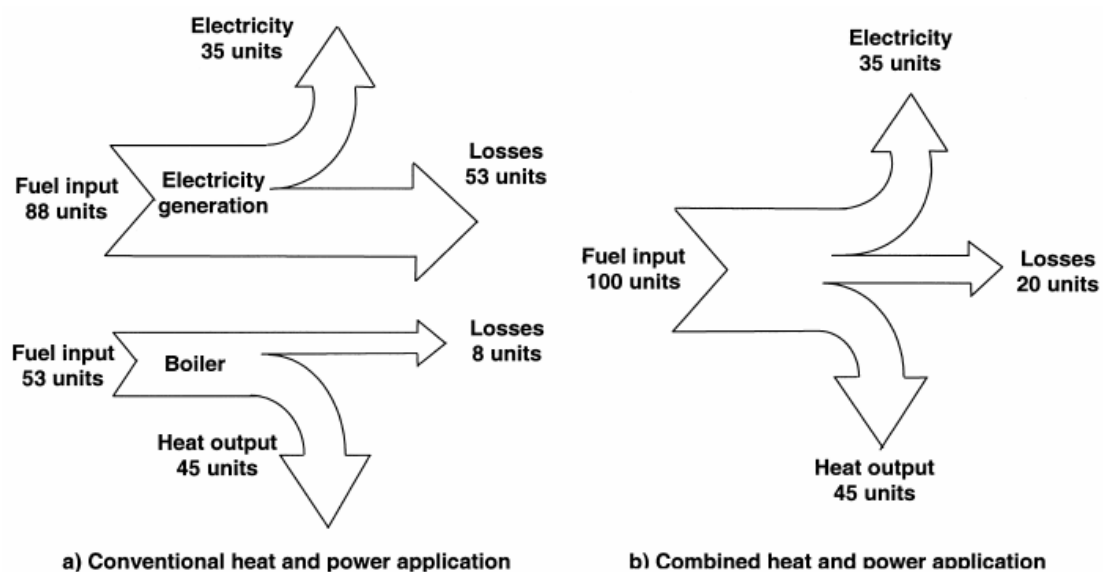 Electricity
35 units
Losses
53 units
Fuel input
88 units
Electricity
generation
Losses
8 units
Fuel input
53 units
Boiler
Heat output
45 units
a) Conventional heat and power application
Electricity
35 units
Fuel input
100 units
Losses
20 units
Heat output
45 units
b) Combined heat and power application